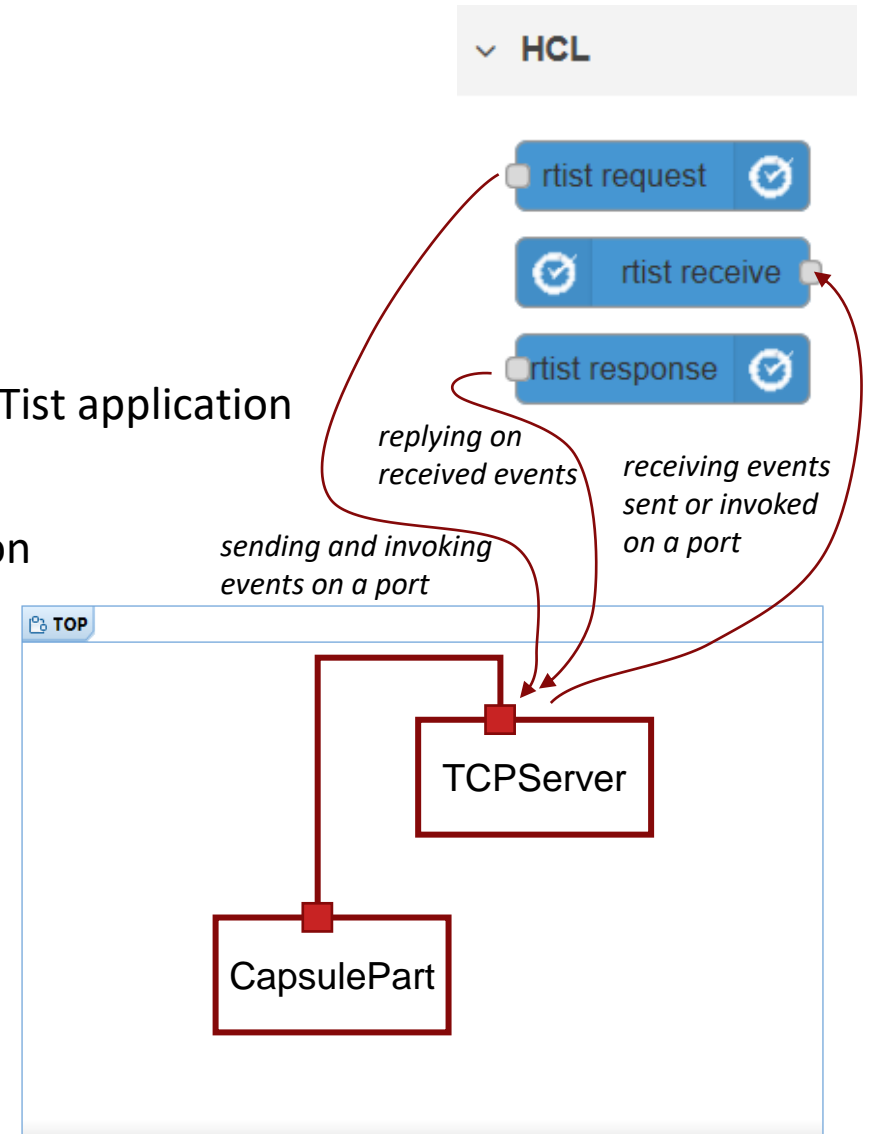 HCL
rtist request
rtist receive
rtist response
Tist application
replying on
received events
receiving events
sent or invoked
on a port
on
sending and invoking
events on a port
TOP
TCPServer
CapsulePart